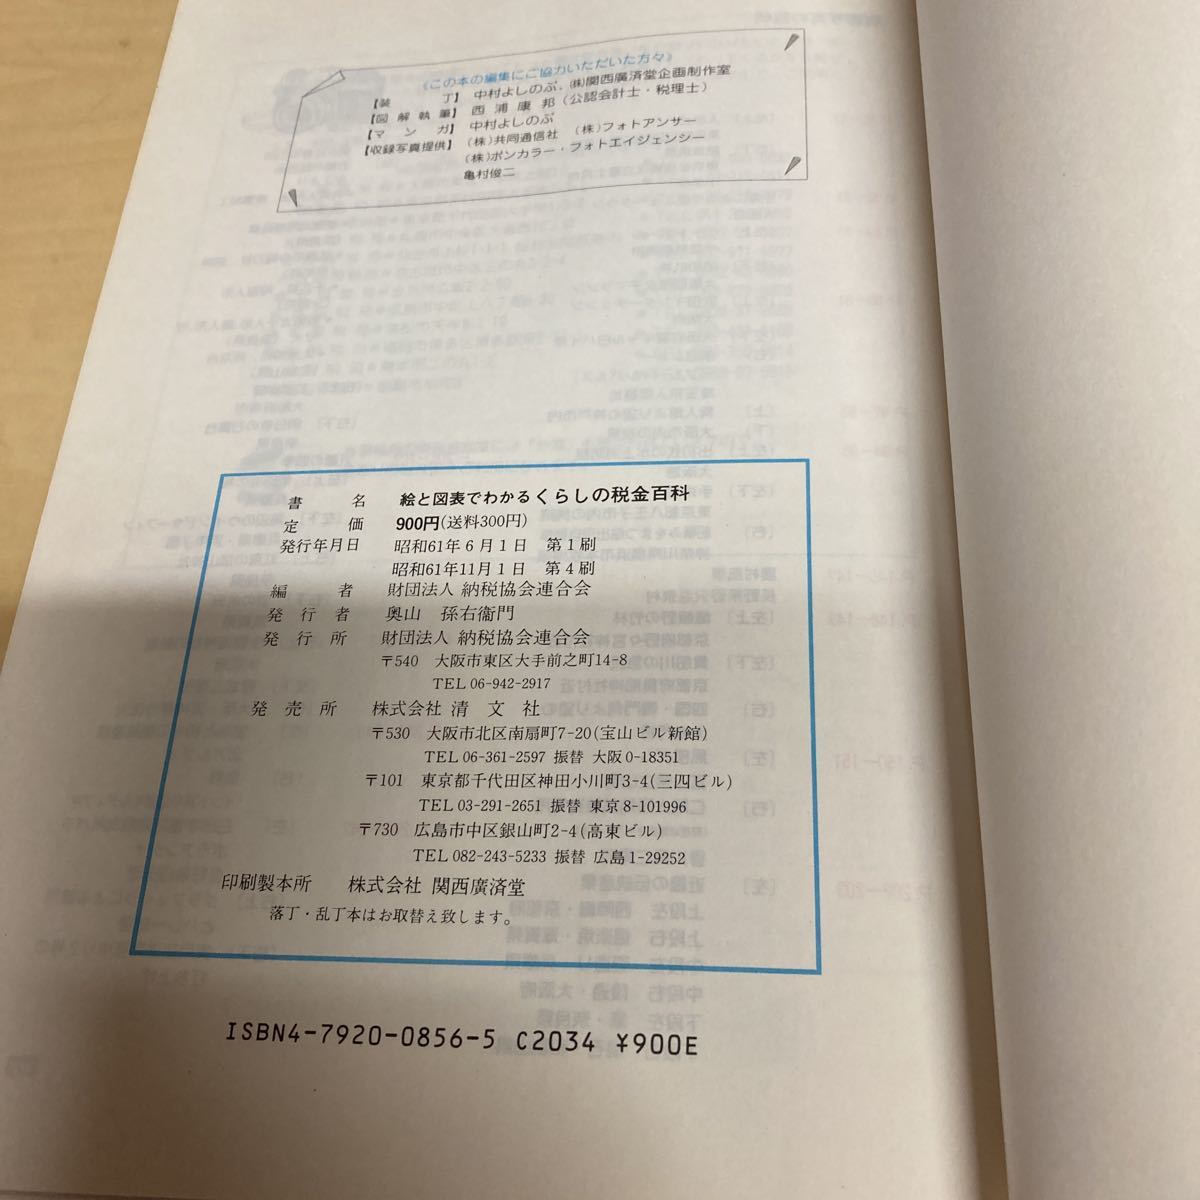 《この本の編集にご協力いただいた方々》
【装　　　丁】 中村よしのぶ，㈱関西廣済堂企画制作室
【図 解 執 筆】 西 浦 康 邦（公認会計士・税理士）
【マ　ン　ガ】 中村よしのぶ
【収録写真提供】（株）共同通信社　（株）フォトアンサー
（株）ボンカラー・フォトエイジェンシー
亀村俊二
書　　名　絵と図表でわかるくらしの税金百科
定　　価　900円(送料300円)
発行年月日　昭和61年６月１日　第１刷
昭和61年11月１日　第４刷
編　　者　財団法人 納税協会連合会
発　行　者　奥山　孫右衞門
発　行　所　財団法人 納税協会連合会
〒540　大阪市東区大手前之町14-8
TEL 06-942-2917
発　売　所　株式会社 清 文 社
〒530　大阪市北区南扇町7-20(宝山ビル新館)
TEL 06-361-2597 振替 大阪0-18351
〒101　東京都千代田区神田小川町3-4(三四ビル)
TEL 03-291-2651 振替 東京8-101996
〒730　広島市中区銀山町2-4(高東ビル)
TEL 082-243-5233 振替 広島1-29252
印刷製本所　株式会社 関西廣済堂
落丁・乱丁本はお取替え致します。
ISBN4-7920-0856-5 C2034 ¥900E